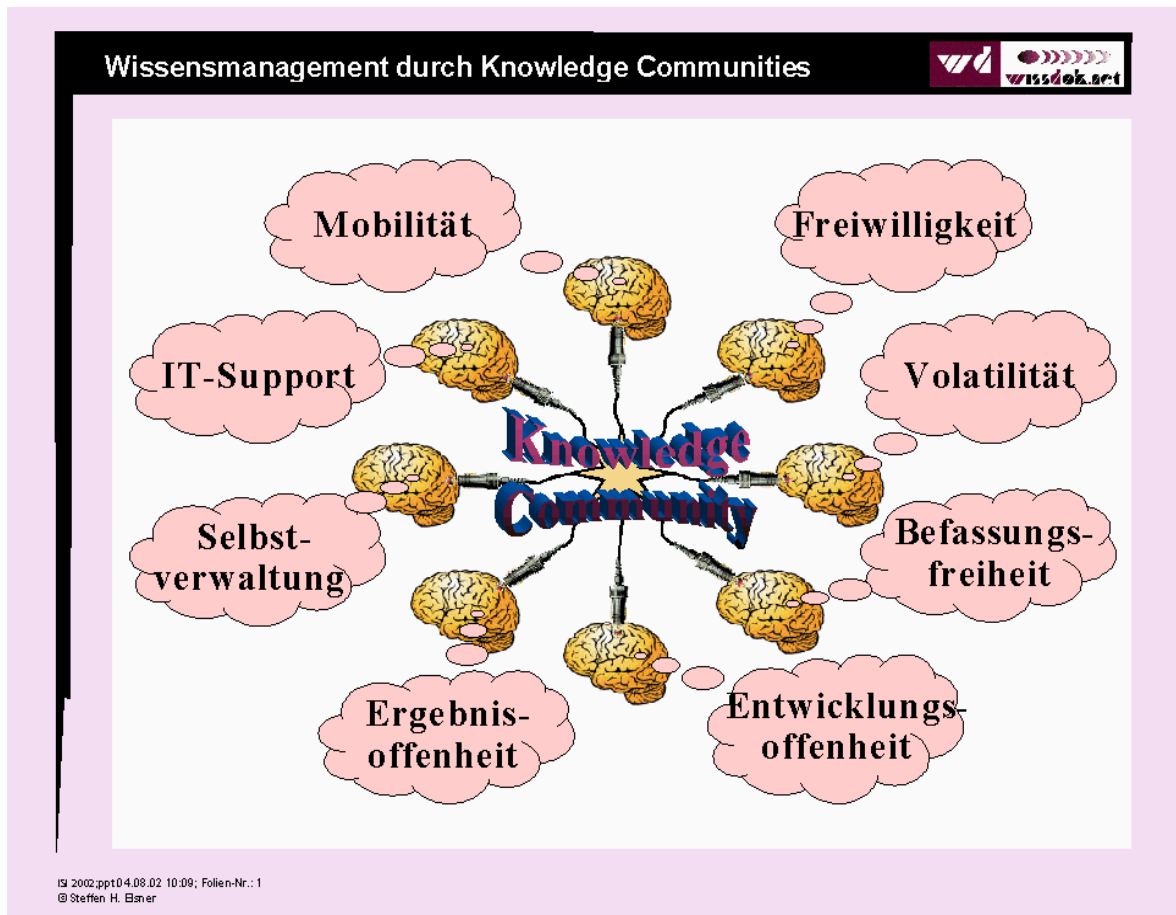 Wissensmanagement durch Knowledge Communities
wd
wissdok.net
Mobilität
Freiwilligkeit
IT-Support
Volatilität
Knowledge
Community
Selbst-
verwaltung
Befassungs-
freiheit
Ergebnis-
offenheit
Entwicklungs-
offenheit
ISI 2002;ppt 04.08.02 10:09; Folien-Nr.: 1
© Steffen H. Elsner